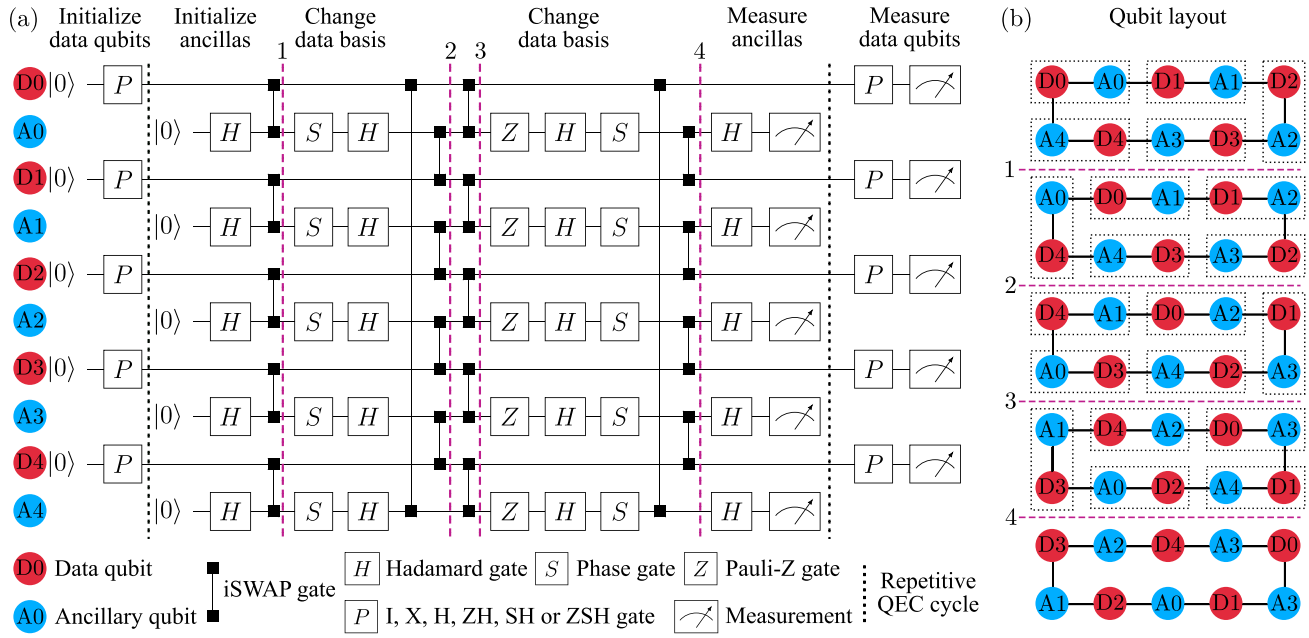 (a)
Initialize
data qubits
Initialize
ancillas
Change
data basis
Change
data basis
Measure
ancillas
Measure
data qubits
1 2 3 4
D0 |0⟩ P P
A0 |0⟩ H S H Z H S H
D1 |0⟩ P P
A1 |0⟩ H S H Z H S H
D2 |0⟩ P P
A2 |0⟩ H S H Z H S H
D3 |0⟩ P P
A3 |0⟩ H S H Z H S H
D4 |0⟩ P P
A4 |0⟩ H S H Z H S H
D0 Data qubit
A0 Ancillary qubit
iSWAP gate
H Hadamard gate S Phase gate Z Pauli-Z gate
P I, X, H, ZH, SH or ZSH gate Measurement
Repetitive
QEC cycle
(b)
Qubit layout
D0 A0 D1 A1 D2
A4 D4 A3 D3 A2
1
A0 D0 A1 D1 A2
D4 A4 D3 A3 D2
2
D4 A1 D0 A2 D1
A0 D3 A4 D2 A3
3
A1 D4 A2 D0 A3
D3 A0 D2 A4 D1
4
D3 A2 D4 A3 D0
A1 D2 A0 D1 A3